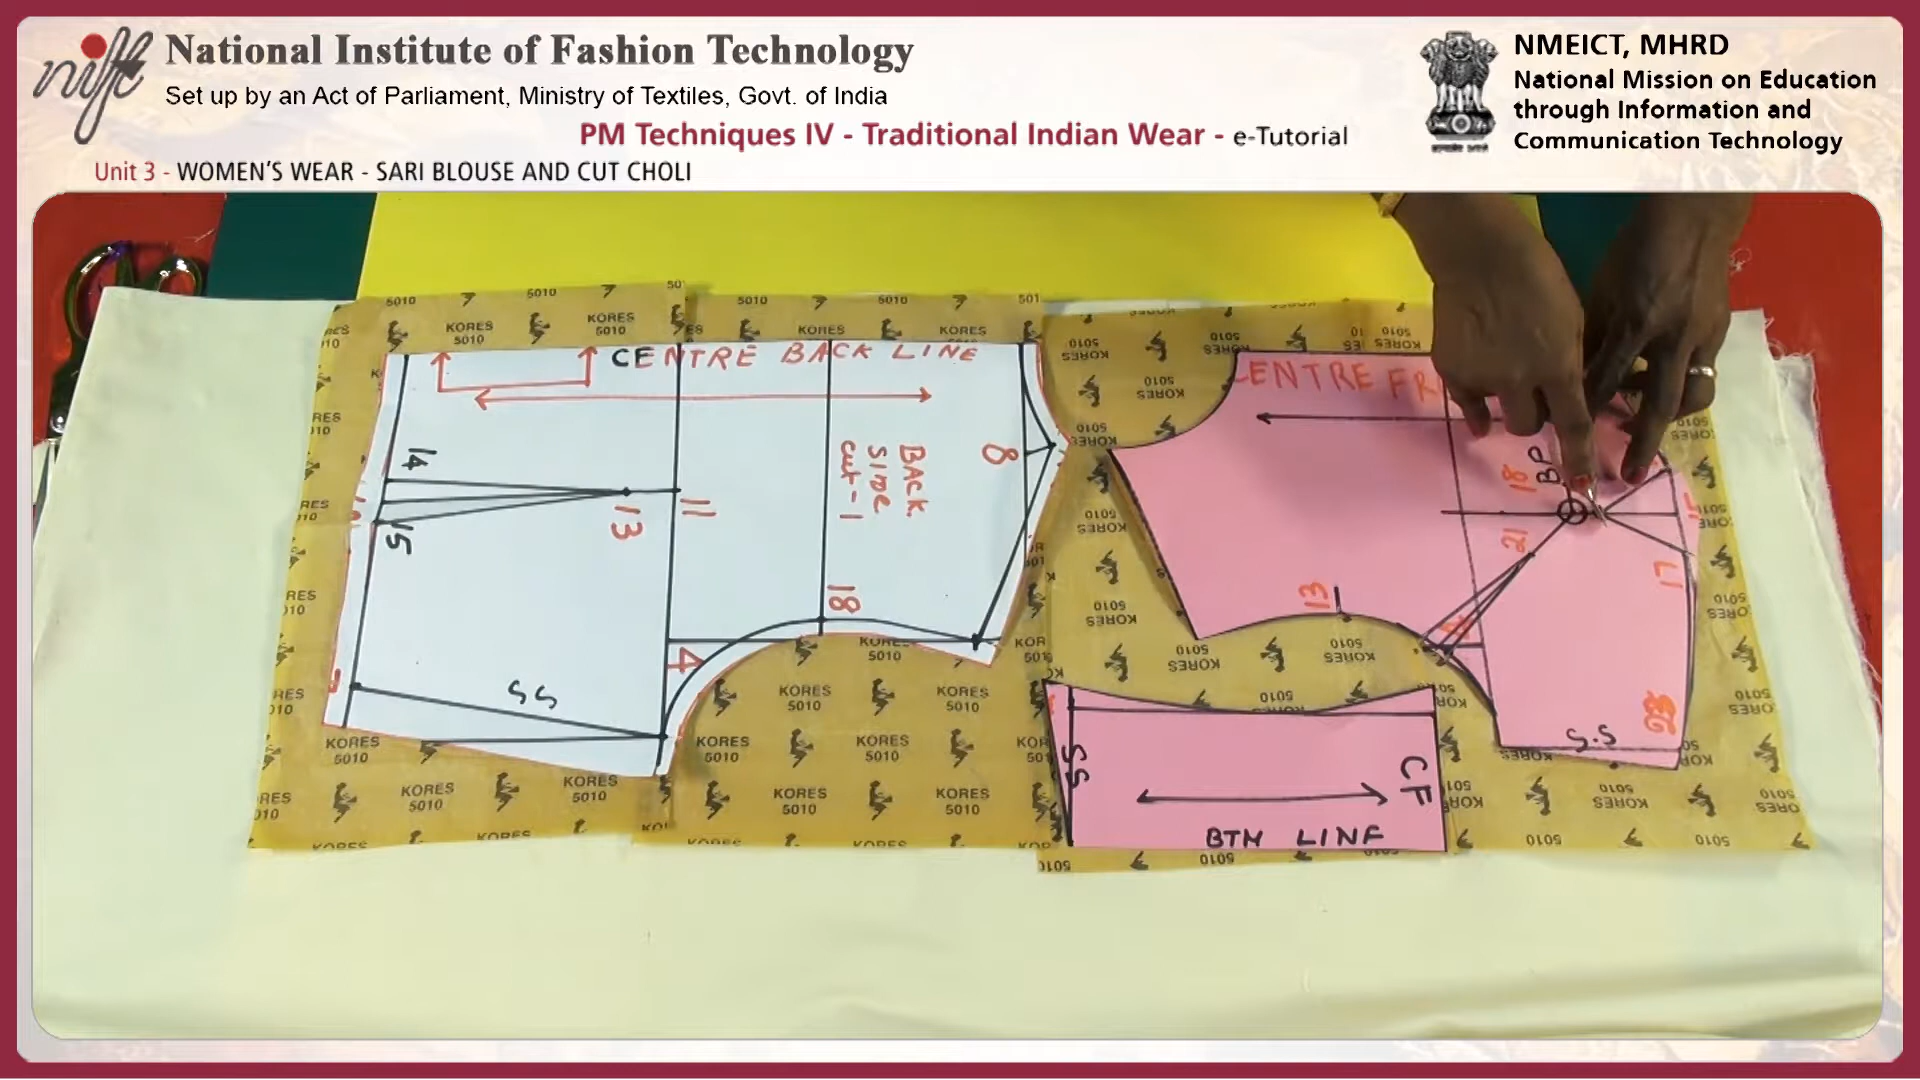 nift
National Institute of Fashion Technology
Set up by an Act of Parliament, Ministry of Textiles, Govt. of India
PM Techniques IV - Traditional Indian Wear - e-Tutorial
Unit 3 - WOMEN'S WEAR - SARI BLOUSE AND CUT CHOLI
NMEICT, MHRD
National Mission on Education
through Information and
Communication Technology
CENTRE BACK LINE
14
15
13
11
BACK
SIDE
cut-1
8
18
4
SS
KORES
5010
CENTRE FR
BP
18
21
13
15
17
S.S
SS
CF
BTM LINE